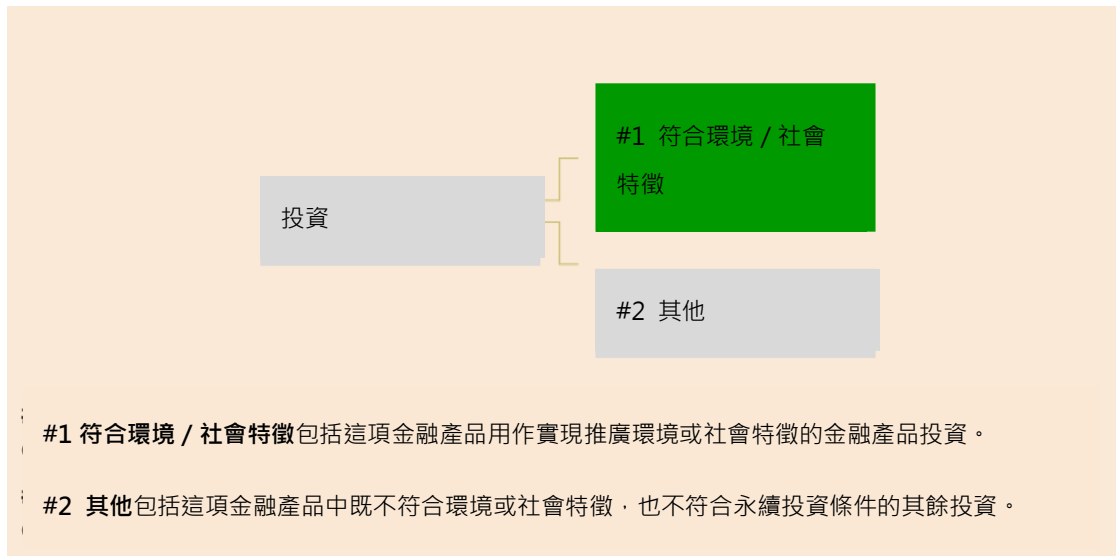 #1 符合環境 / 社會
特徵
投資
#2 其他
#1 符合環境 / 社會特徵包括這項金融產品用作實現推廣環境或社會特徵的金融產品投資。
#2 其他包括這項金融產品中既不符合環境或社會特徵，也不符合永續投資條件的其餘投資。